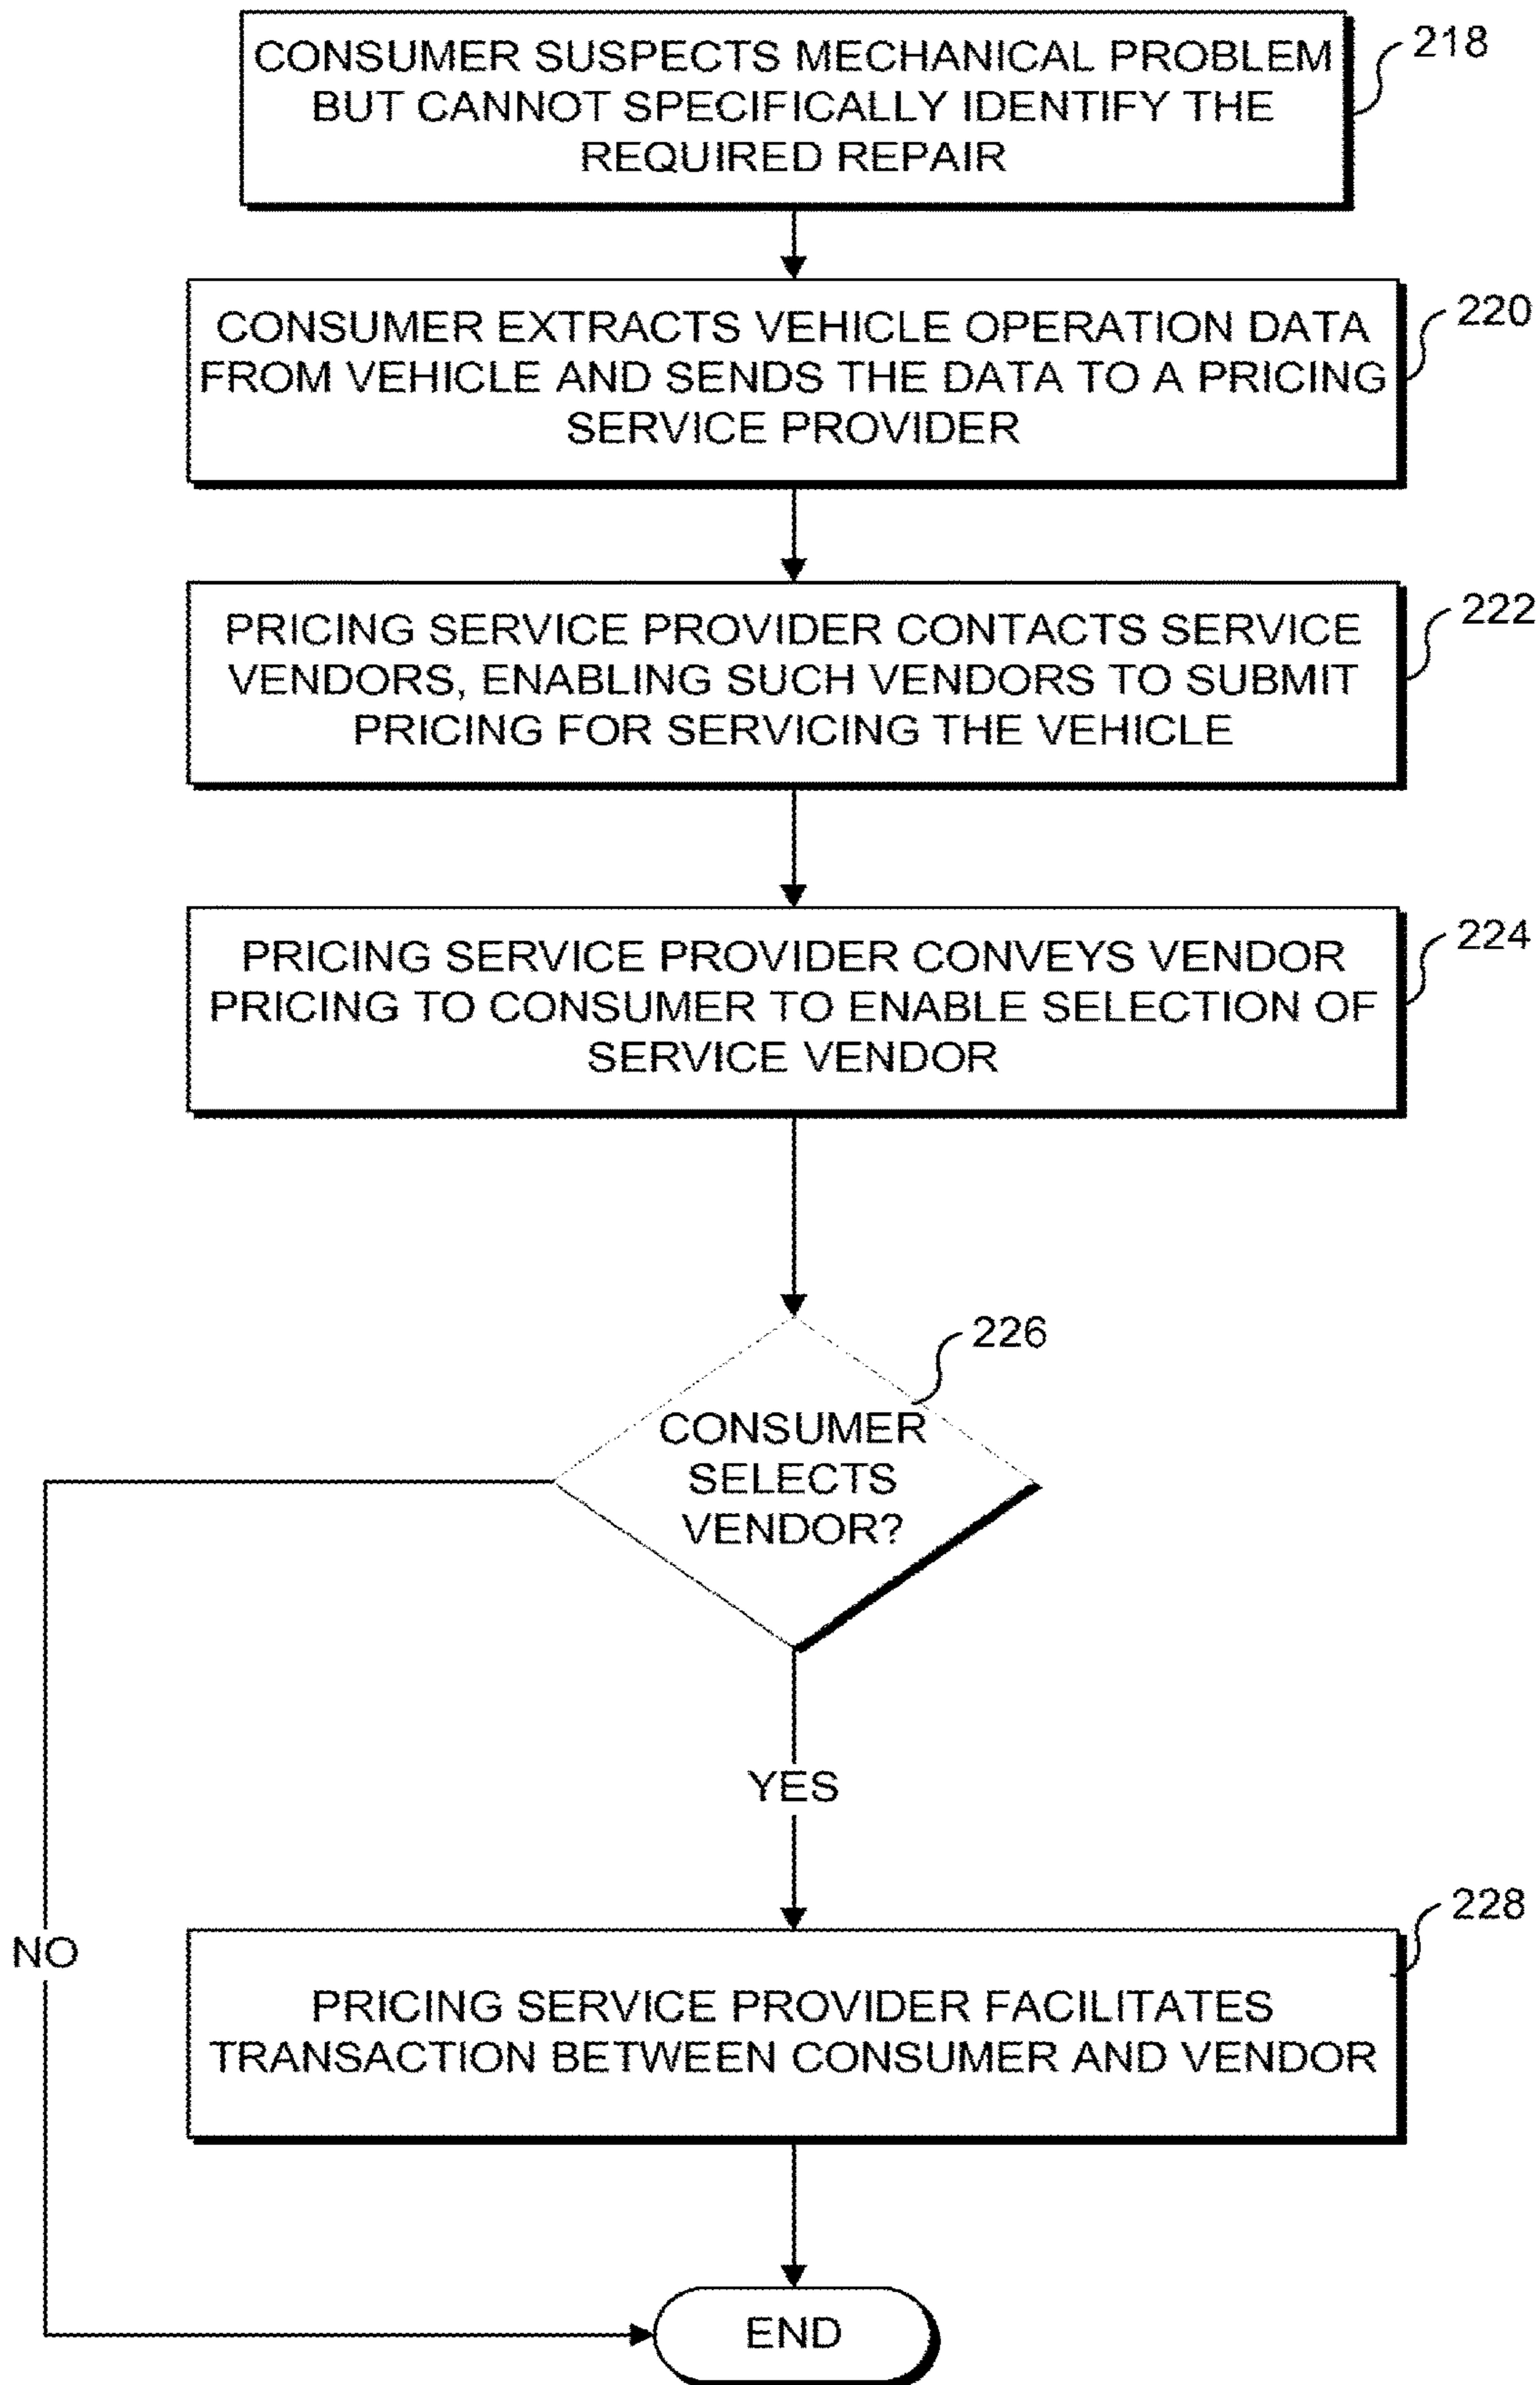 CONSUMER SUSPECTS MECHANICAL PROBLEM
BUT CANNOT SPECIFICALLY IDENTIFY THE
REQUIRED REPAIR
218
CONSUMER EXTRACTS VEHICLE OPERATION DATA
FROM VEHICLE AND SENDS THE DATA TO A PRICING
SERVICE PROVIDER
220
PRICING SERVICE PROVIDER CONTACTS SERVICE
VENDORS, ENABLING SUCH VENDORS TO SUBMIT
PRICING FOR SERVICING THE VEHICLE
222
PRICING SERVICE PROVIDER CONVEYS VENDOR
PRICING TO CONSUMER TO ENABLE SELECTION OF
SERVICE VENDOR
224
226
CONSUMER
SELECTS
VENDOR?
YES
NO
228
PRICING SERVICE PROVIDER FACILITATES
TRANSACTION BETWEEN CONSUMER AND VENDOR
END